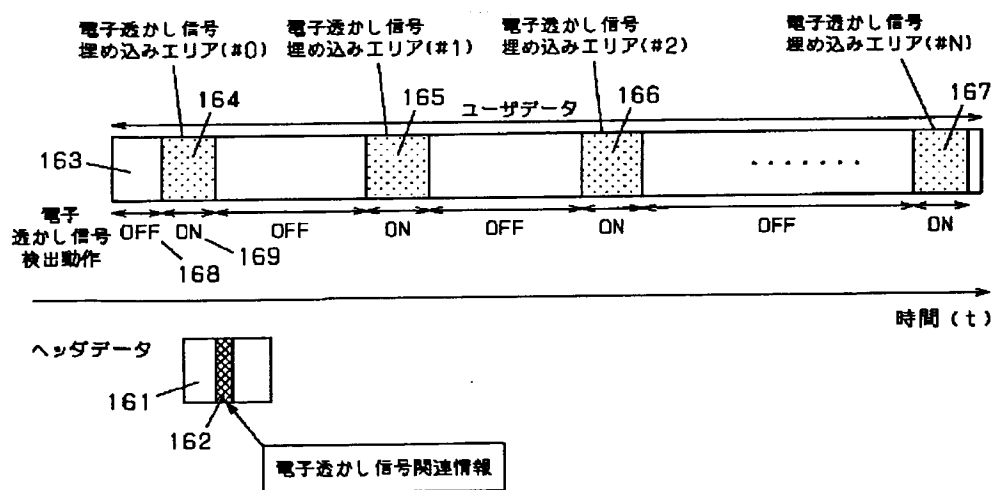 電子透かし信号
埋め込みエリア(#0)
電子透かし信号
埋め込みエリア(#1)
電子透かし信号
埋め込みエリア(#2)
電子透かし信号
埋め込みエリア(#N)
164
165
ユーザデータ
166
167
163
・・・・・・・
電子
透かし信号
検出動作
OFF
ON
OFF
ON
OFF
ON
OFF
ON
168
169
時間(t)
ヘッダデータ
161
162
電子透かし信号関連情報